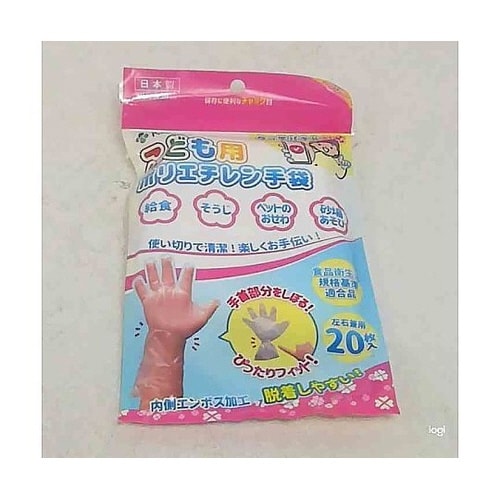 日本製
保存に便利なチャック付
こども用
ポリエチレン手袋
給食
そうじ
ペットの
おせわ
砂場
あそび
使い切りで清潔!楽しくお手伝い!
食品衛生
規格基準
適合品
手首部分をしぼる!
ぴったりフィット!
左右兼用
20枚入
内側エンボス加工
脱着しやすい!
iogi